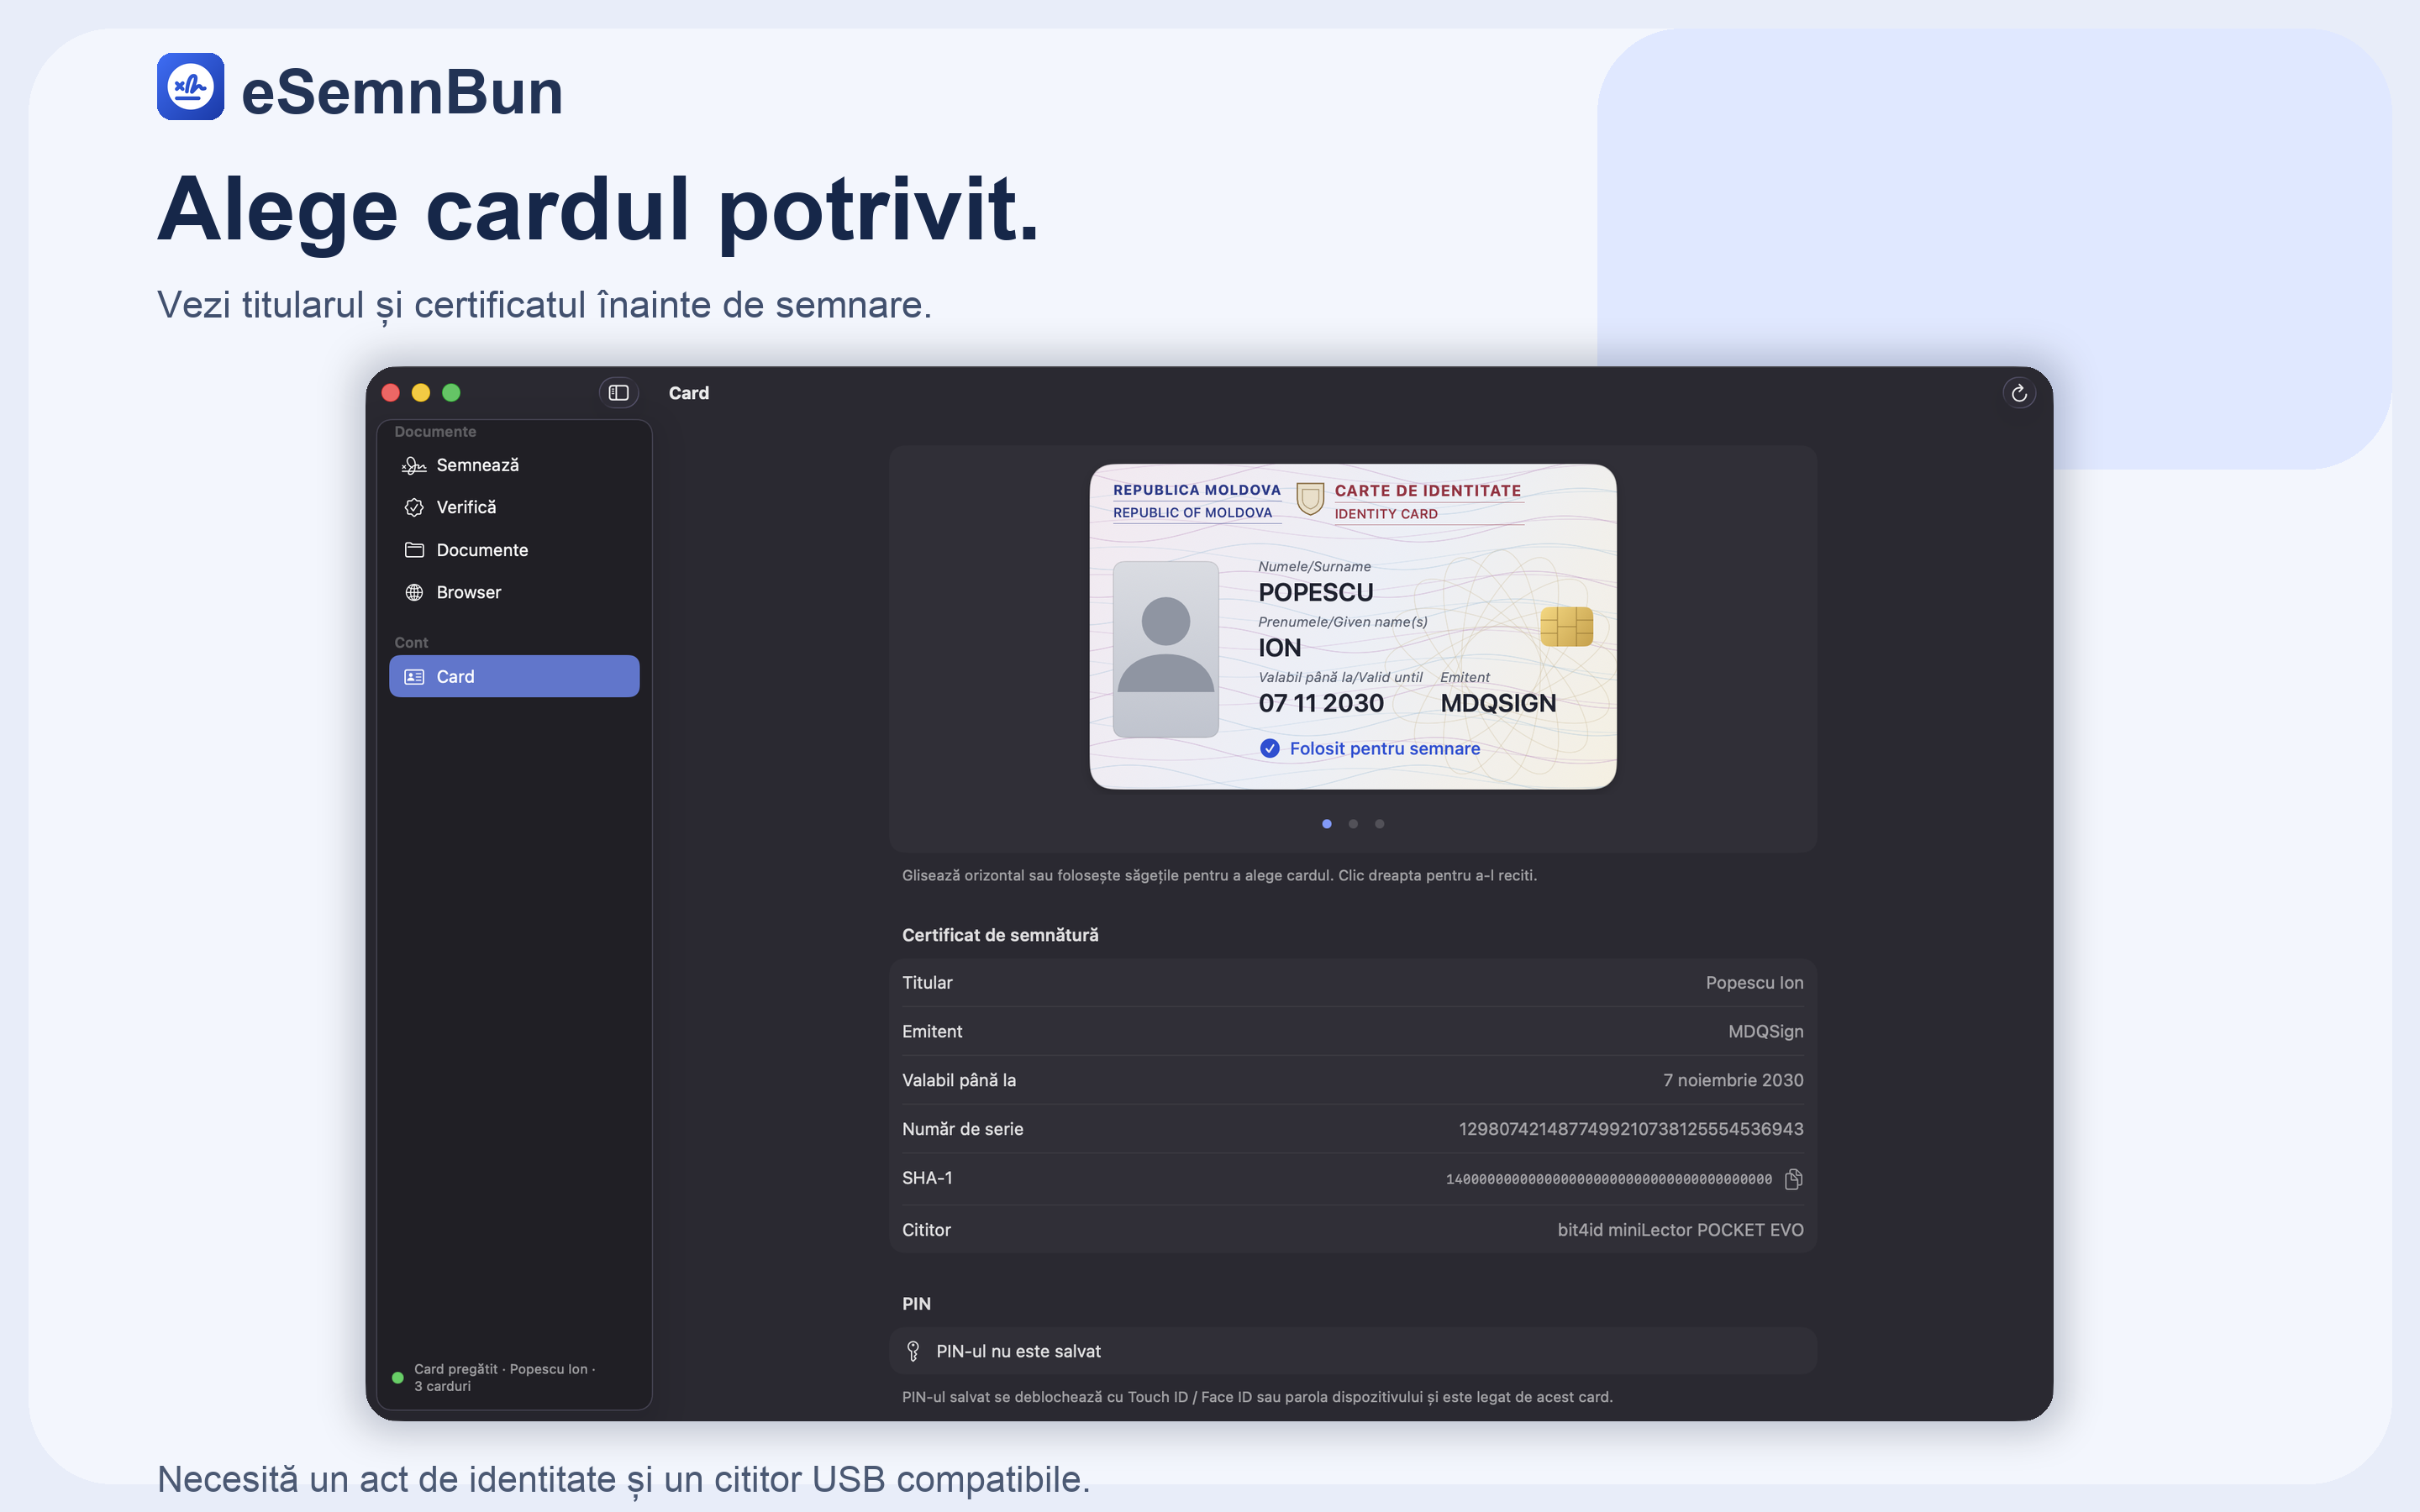 eSemnBun
Alege cardul potrivit.
Vezi titularul și certificatul înainte de semnare.
Card
Documente
Semnează
Verifică
Documente
Browser
Cont
Card
Card pregătit · Popescu Ion ·
3 carduri
REPUBLICA MOLDOVA
REPUBLIC OF MOLDOVA
CARTE DE IDENTITATE
IDENTITY CARD
Numele/Surname
POPESCU
Prenumele/Given name(s)
ION
Valabil până la/Valid until Emitent
07 11 2030 MDQSIGN
Folosit pentru semnare
Glisează orizontal sau folosește săgețile pentru a alege cardul. Clic dreapta pentru a-l reciti.
Certificat de semnătură
Titular Popescu Ion
Emitent MDQSign
Valabil până la 7 noiembrie 2030
Număr de serie 129807421487749921073812555453​6943
SHA-1 1400000000000000000000000000000000000000
Cititor bit4id miniLector POCKET EVO
PIN
PIN-ul nu este salvat
PIN-ul salvat se deblochează cu Touch ID / Face ID sau parola dispozitivului și este legat de acest card.
Necesită un act de identitate și un cititor USB compatibile.